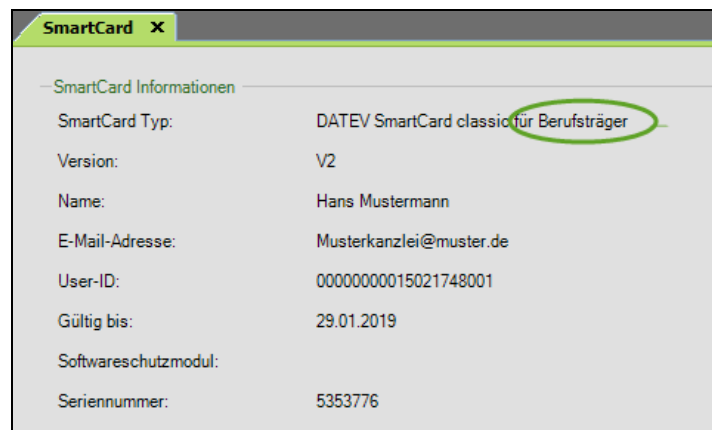 SmartCard X
SmartCard Informationen
SmartCard Typ: DATEV SmartCard classic für Berufsträger
Version: V2
Name: Hans Mustermann
E-Mail-Adresse: Musterkanzlei@muster.de
User-ID: 00000000015021748001
Gültig bis: 29.01.2019
Softwareschutzmodul:
Seriennummer: 5353776